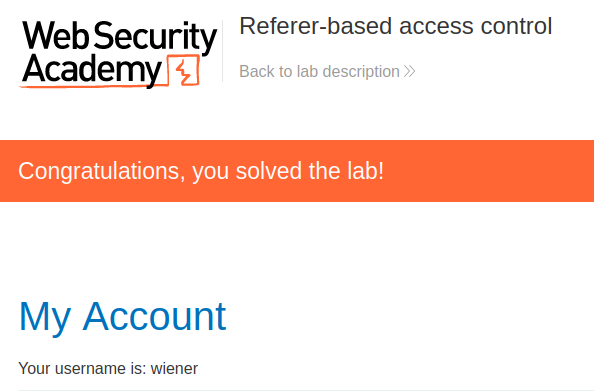 Web Security
Academy
Referer-based access control
Back to lab description
Congratulations, you solved the lab!
My Account
Your username is: wiener